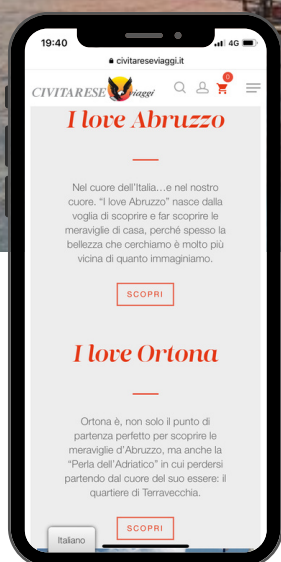 19:40
4G
civitareseviaggi.it
CIVITARESE viaggi
0
I love Abruzzo
Nel cuore dell'Italia…e nel nostro
cuore. “I love Abruzzo” nasce dalla
voglia di scoprire e far scoprire le
meraviglie di casa, perché spesso la
bellezza che cerchiamo è molto più
vicina di quanto immaginiamo.
SCOPRI
I love Ortona
Ortona è, non solo il punto di
partenza perfetto per scoprire le
meraviglie d'Abruzzo, ma anche la
“Perla dell'Adriatico” in cui perdersi
partendo dal cuore del suo essere: il
quartiere di Terravecchia.
SCOPRI
Italiano